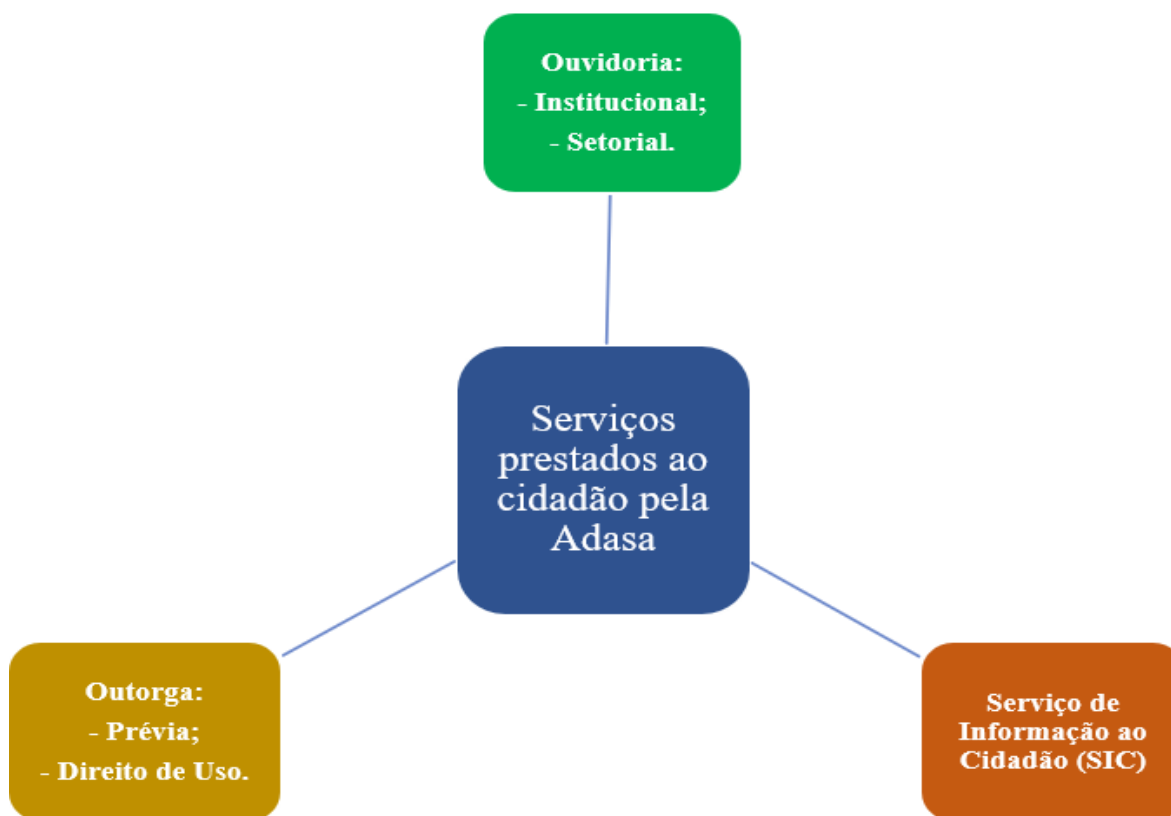 Ouvidoria:
- Institucional;
- Setorial.
Serviços
prestados ao
cidadão pela
Adasa
Outorga:
- Prévia;
- Direito de Uso.
Serviço de
Informação ao
Cidadão (SIC)